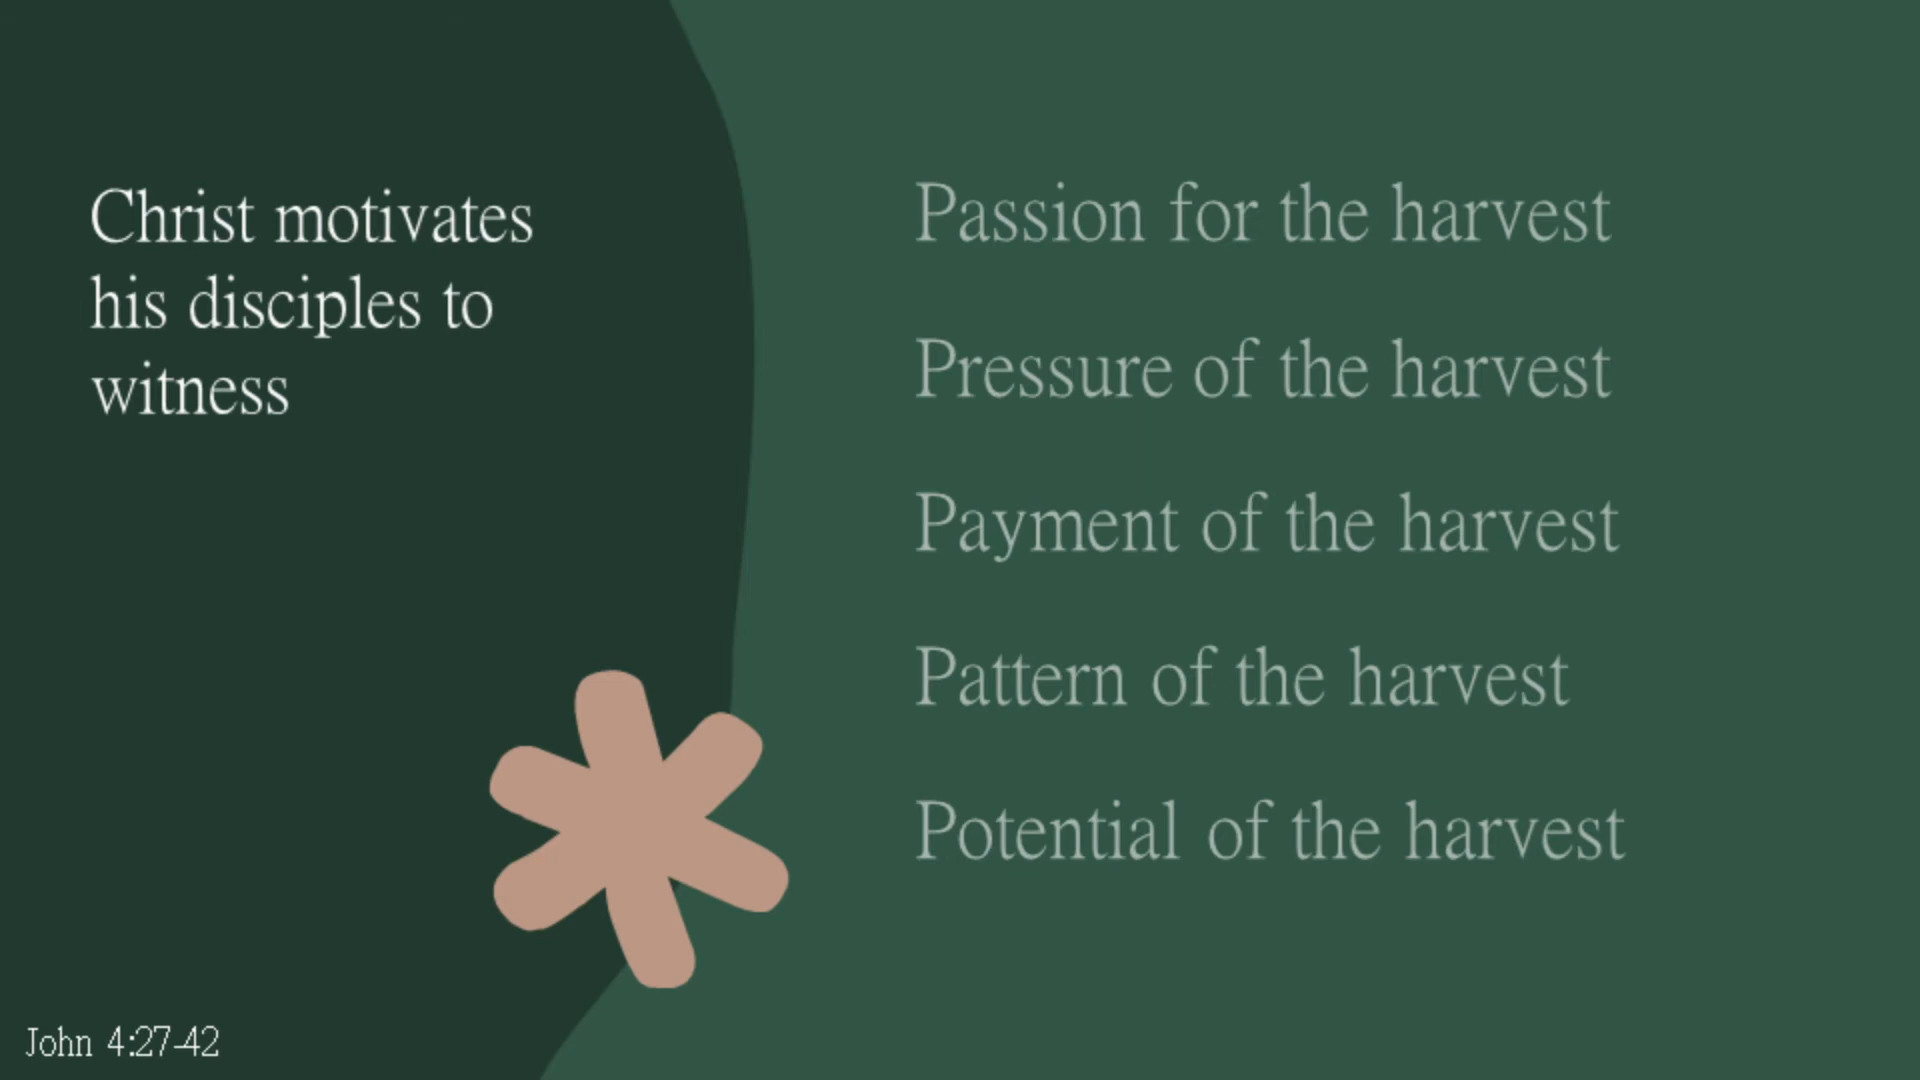 Christ motivates
his disciples to
witness
Passion for the harvest
Pressure of the harvest
Payment of the harvest
Pattern of the harvest
Potential of the harvest
John 4:27-42